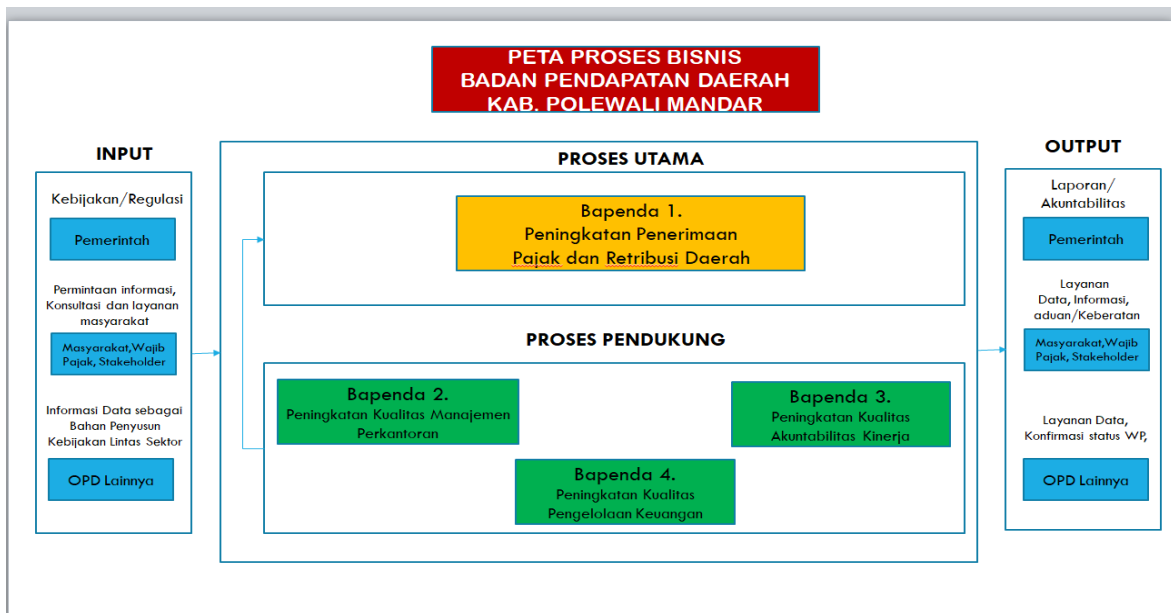 PETA PROSES BISNIS
BADAN PENDAPATAN DAERAH
KAB. POLEWALI MANDAR
INPUT
Kebijakan/Regulasi
Pemerintah
Permintaan informasi,
Konsultasi dan layanan
masyarakat
Masyarakat,Wajib
Pajak, Stakeholder
Informasi Data sebagai
Bahan Penyusun
Kebijakan Lintas Sektor
OPD Lainnya
PROSES UTAMA
Bapenda 1.
Peningkatan Penerimaan
Pajak dan Retribusi Daerah
PROSES PENDUKUNG
Bapenda 2.
Peningkatan Kualitas Manajemen
Perkantoran
Bapenda 3.
Peningkatan Kualitas
Akuntabilitas Kinerja
Bapenda 4.
Peningkatan Kualitas
Pengelolaan Keuangan
OUTPUT
Laporan/
Akuntabilitas
Pemerintah
Layanan
Data, Informasi,
aduan/Keberatan
Masyarakat,Wajib
Pajak, Stakeholder
Layanan Data,
Konfirmasi status WP,
OPD Lainnya